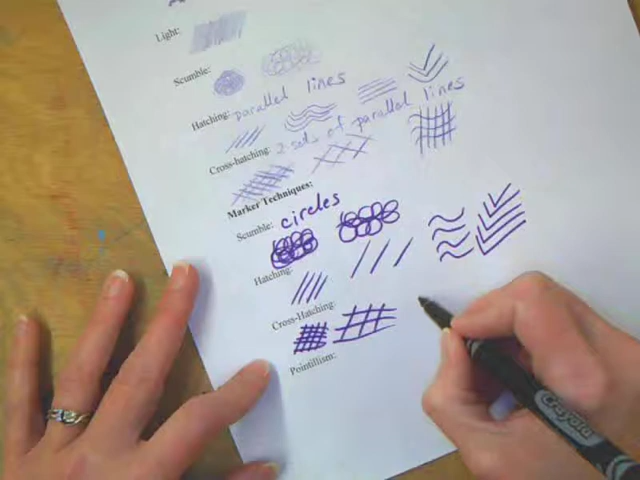 Light:
Scumble:
Hatching: parallel lines
Cross-hatching: 2 sets of parallel lines
Marker Techniques:
Scumble: circles
Hatching:
Cross-Hatching:
Pointillism:
Crayola